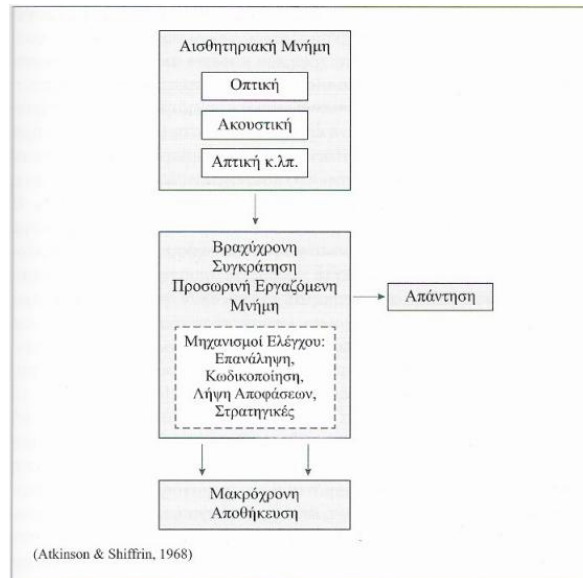 Αισθητηριακή Μνήμη
Οπτική
Ακουστική
Απτική κ.λπ.
Βραχύχρονη
Συγκράτηση
Προσωρινή Εργαζόμενη
Μνήμη
Μηχανισμοί Ελέγχου:
Επανάληψη,
Κωδικοποίηση,
Λήψη Αποφάσεων,
Στρατηγικές
Απάντηση
Μακρόχρονη
Αποθήκευση
(Atkinson & Shiffrin, 1968)